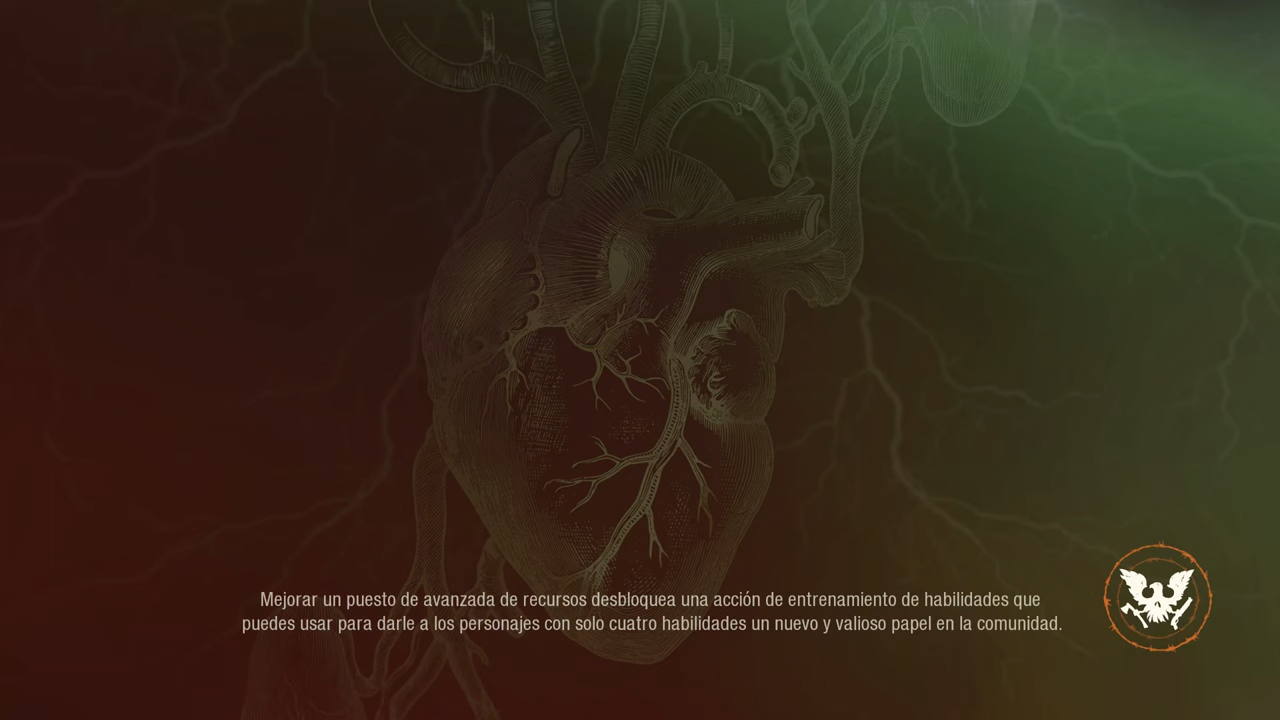 Mejorar un puesto de avanzada de recursos desbloquea una acción de entrenamiento de habilidades que
puedes usar para darle a los personajes con solo cuatro habilidades un nuevo y valioso papel en la comunidad.